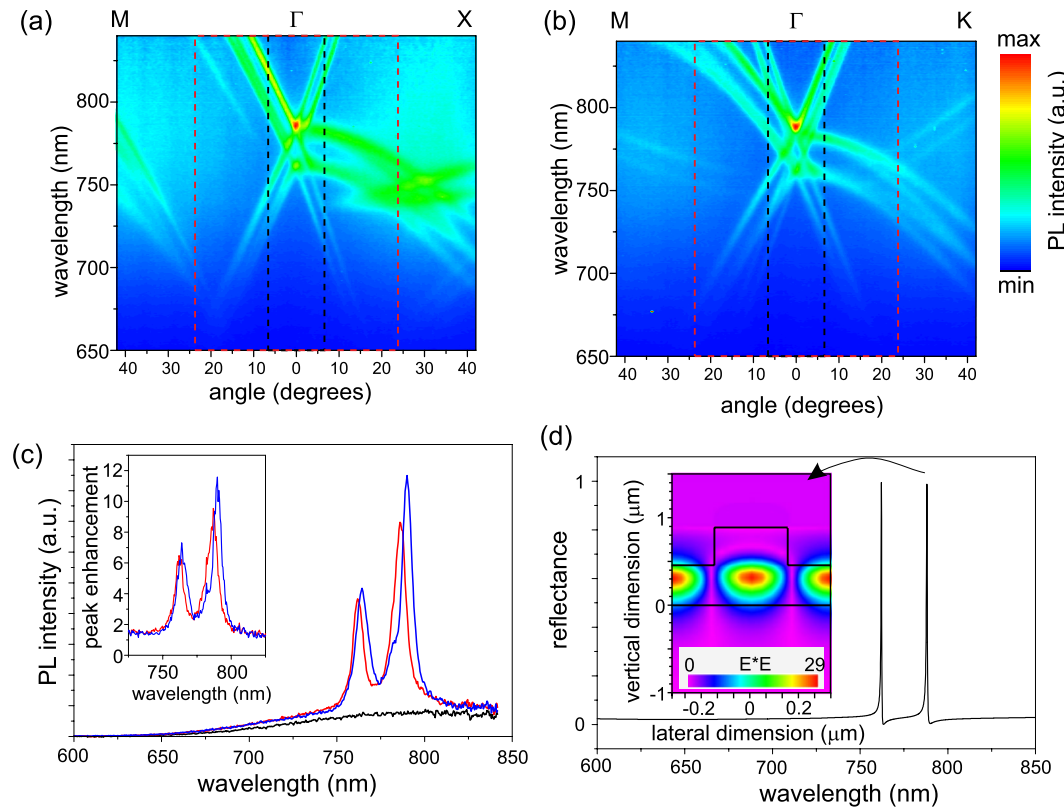 (a)
M Γ X
800
750
700
650
wavelength (nm)
40 30 20 10 0 10 20 30 40
angle (degrees)
(b)
M Γ K
800
750
700
650
wavelength (nm)
40 30 20 10 0 10 20 30 40
angle (degrees)
max
min
PL intensity (a.u.)
(c)
PL intensity (a.u.)
peak enhancement
12
10
8
6
4
2
0
750 800
wavelength (nm)
600 650 700 750 800 850
wavelength (nm)
(d)
1
0
reflectance
vertical dimension (μm)
1
0
-1
0 E*E 29
-0.2 0 0.2
lateral dimension (μm)
600 650 700 750 800 850
wavelength (nm)